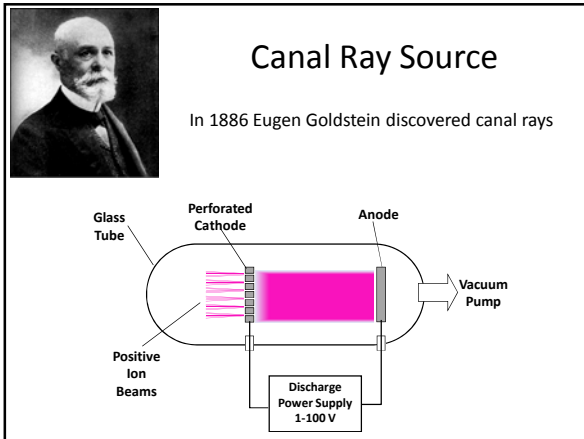 Canal Ray Source
In 1886 Eugen Goldstein discovered canal rays
Glass
Tube
Perforated
Cathode
Anode
Vacuum
Pump
Positive
Ion
Beams
Discharge
Power Supply
1-100 V